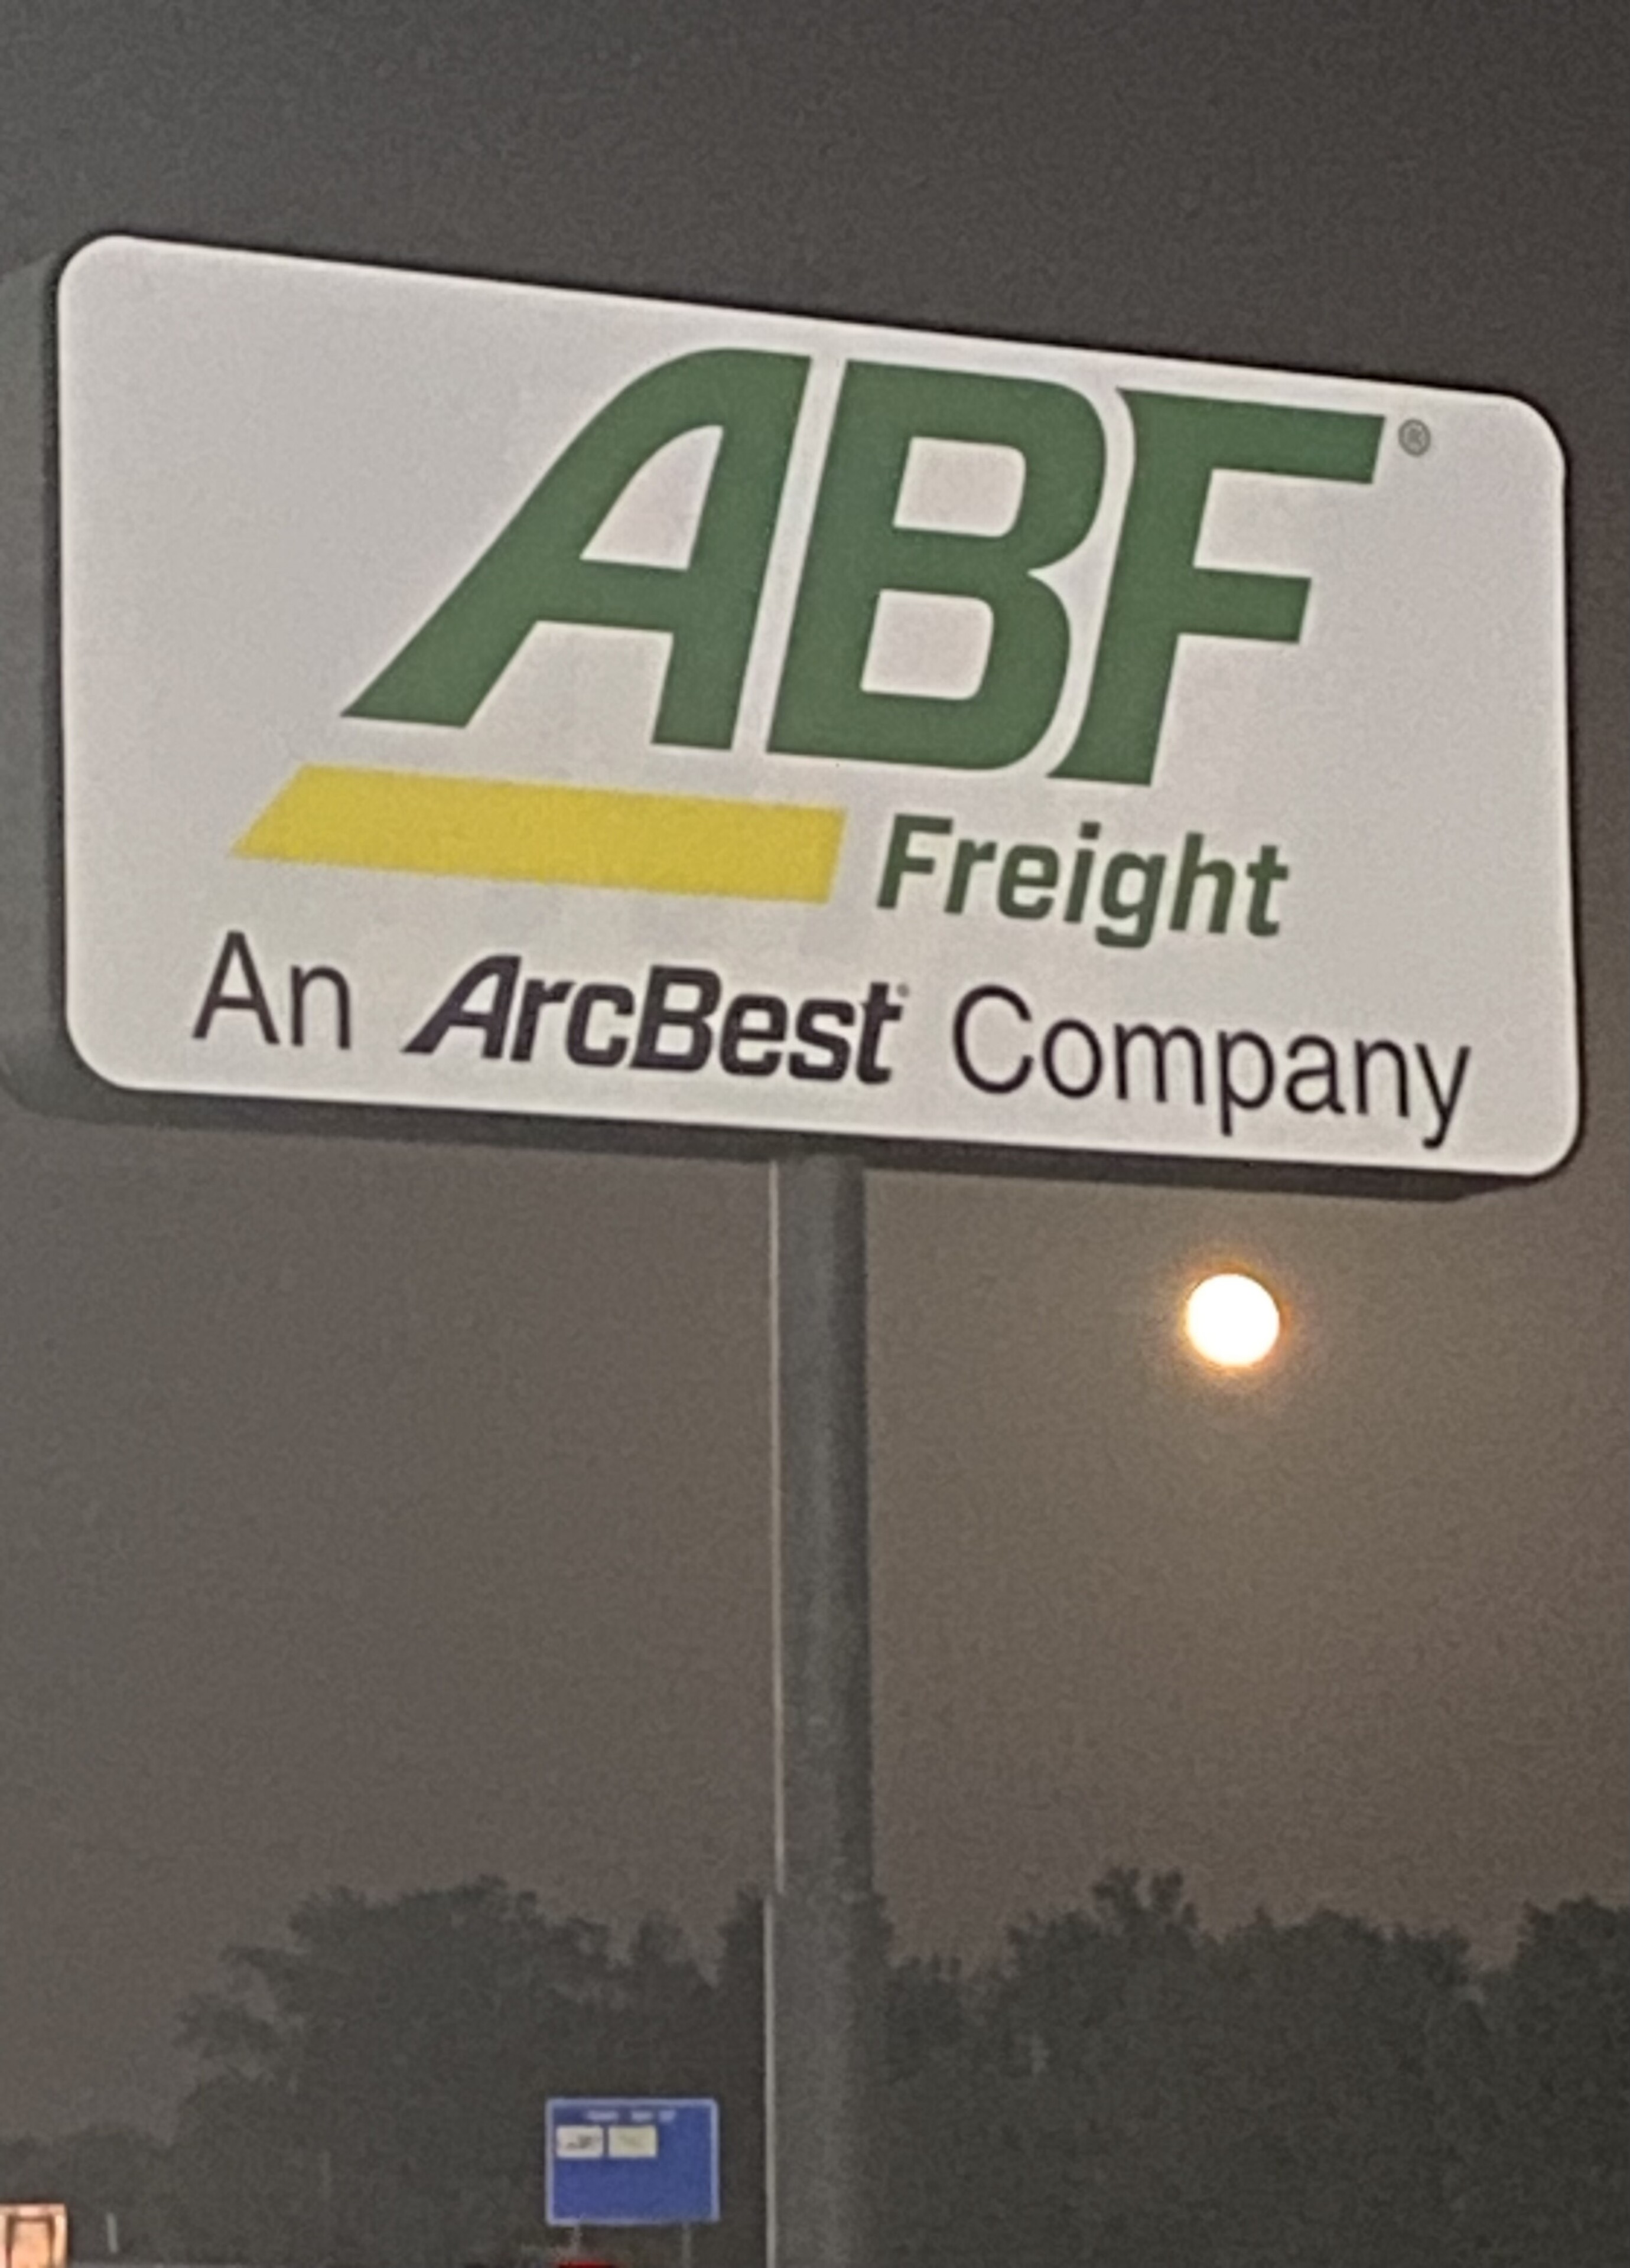 ABF®
Freight
An ArcBest Company